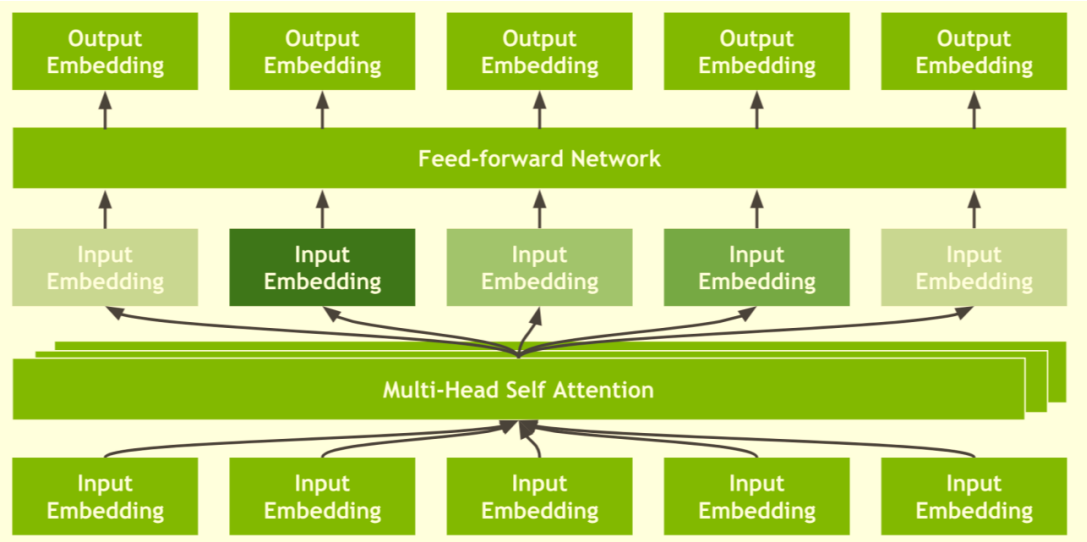 Output
Embedding
Output
Embedding
Output
Embedding
Output
Embedding
Output
Embedding
Feed-forward Network
Input
Embedding
Input
Embedding
Input
Embedding
Input
Embedding
Input
Embedding
Multi-Head Self Attention
Input
Embedding
Input
Embedding
Input
Embedding
Input
Embedding
Input
Embedding